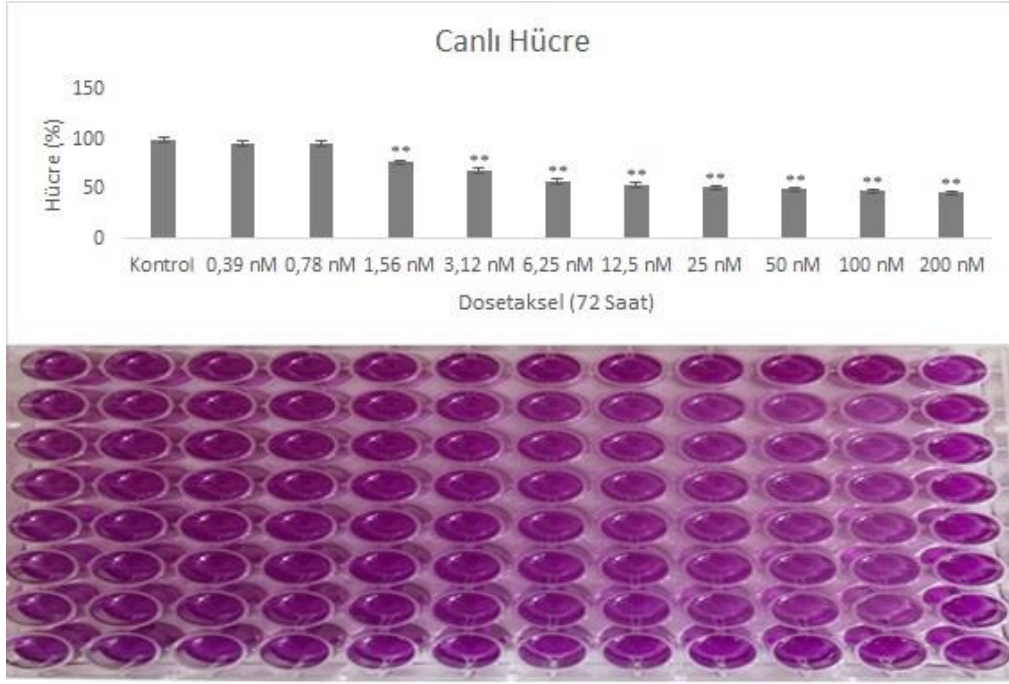 Canlı Hücre
150
100
50
0
Hücre (%)
** ** ** ** ** ** ** **
Kontrol 0,39 nM 0,78 nM 1,56 nM 3,12 nM 6,25 nM 12,5 nM 25 nM 50 nM 100 nM 200 nM
Dosetaksel (72 Saat)